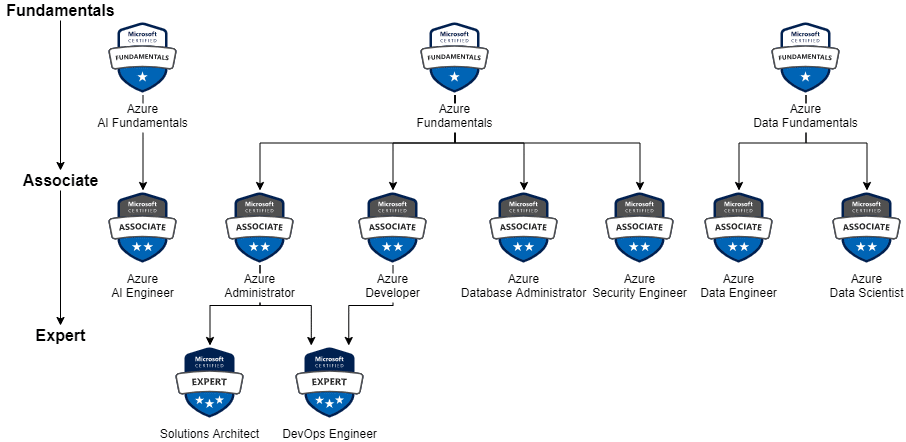 Fundamentals
Microsoft
CERTIFIED
FUNDAMENTALS
Azure
AI Fundamentals
Microsoft
CERTIFIED
FUNDAMENTALS
Azure
Fundamentals
Microsoft
CERTIFIED
FUNDAMENTALS
Azure
Data Fundamentals
Associate
Microsoft
CERTIFIED
ASSOCIATE
Azure
AI Engineer
Microsoft
CERTIFIED
ASSOCIATE
Azure
Administrator
Microsoft
CERTIFIED
ASSOCIATE
Azure
Developer
Microsoft
CERTIFIED
ASSOCIATE
Azure
Database Administrator
Microsoft
CERTIFIED
ASSOCIATE
Azure
Security Engineer
Microsoft
CERTIFIED
ASSOCIATE
Azure
Data Engineer
Microsoft
CERTIFIED
ASSOCIATE
Azure
Data Scientist
Expert
Microsoft
CERTIFIED
EXPERT
Solutions Architect
Microsoft
CERTIFIED
EXPERT
DevOps Engineer